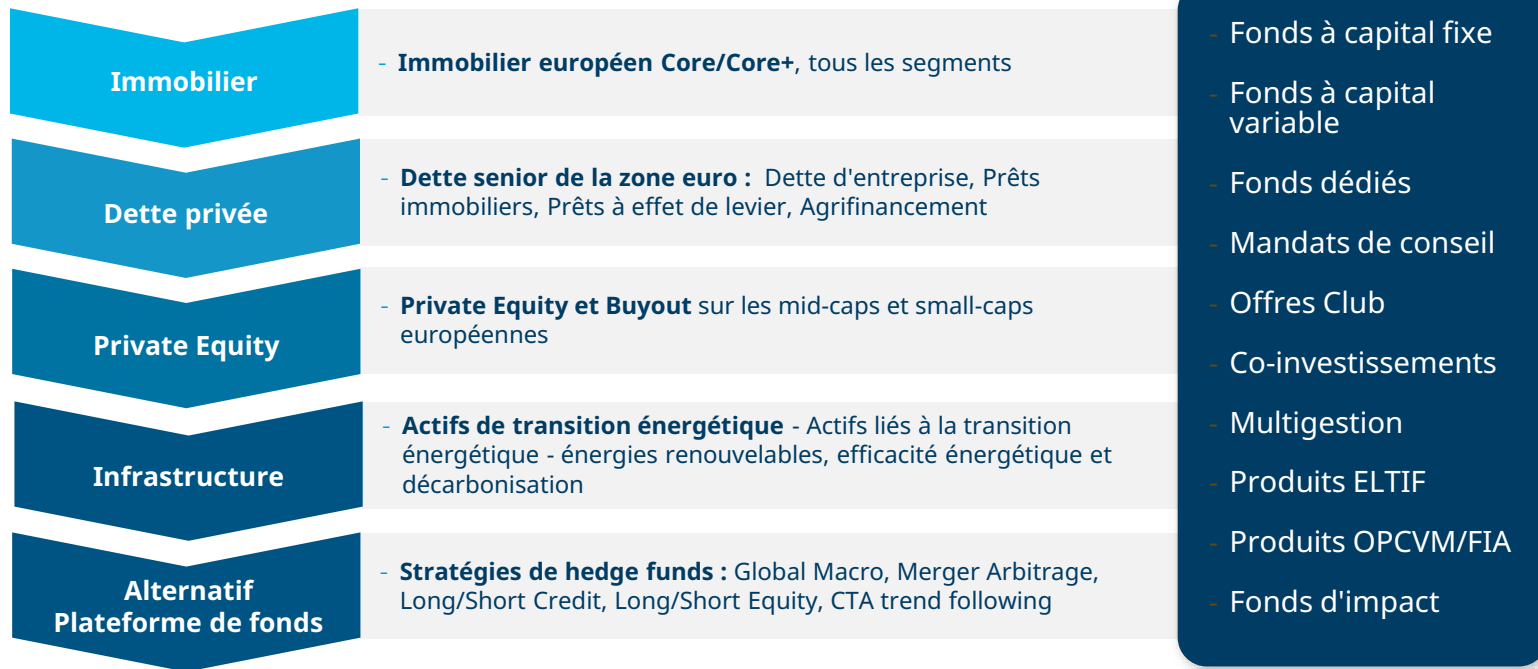 Immobilier
- Immobilier européen Core/Core+, tous les segments
Dette privée
- Dette senior de la zone euro : Dette d'entreprise, Prêts
immobiliers, Prêts à effet de levier, Agrifinancement
Private Equity
- Private Equity et Buyout sur les mid-caps et small-caps
européennes
Infrastructure
- Actifs de transition énergétique - Actifs liés à la transition
énergétique - énergies renouvelables, efficacité énergétique et
décarbonisation
Alternatif
Plateforme de fonds
- Stratégies de hedge funds : Global Macro, Merger Arbitrage,
Long/Short Credit, Long/Short Equity, CTA trend following
- Fonds à capital fixe
- Fonds à capital
variable
- Fonds dédiés
- Mandats de conseil
- Offres Club
- Co-investissements
- Multigestion
- Produits ELTIF
- Produits OPCVM/FIA
- Fonds d'impact